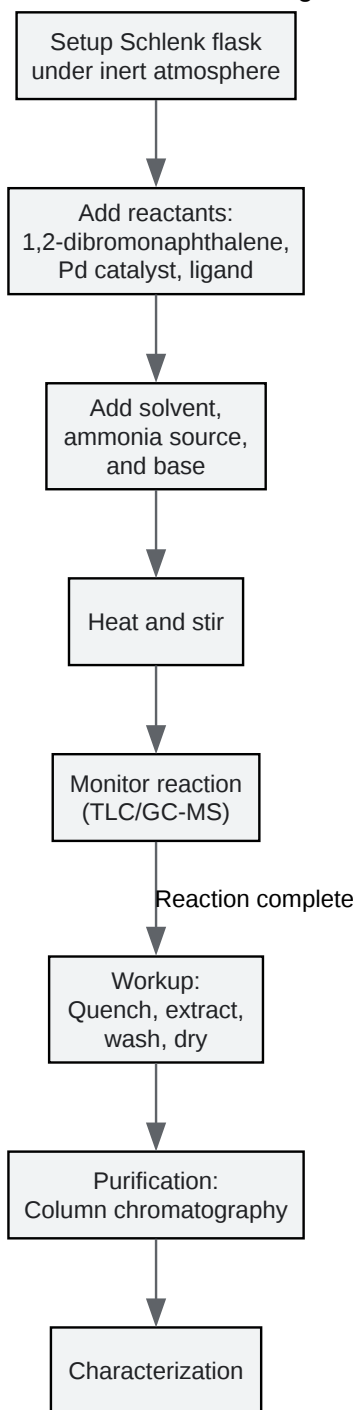 Setup Schlenk flask
under inert atmosphere
Add reactants:
1,2-dibromonaphthalene,
Pd catalyst, ligand
Add solvent,
ammonia source,
and base
Heat and stir
Monitor reaction
(TLC/GC-MS)
Reaction complete
Workup:
Quench, extract,
wash, dry
Purification:
Column chromatography
Characterization